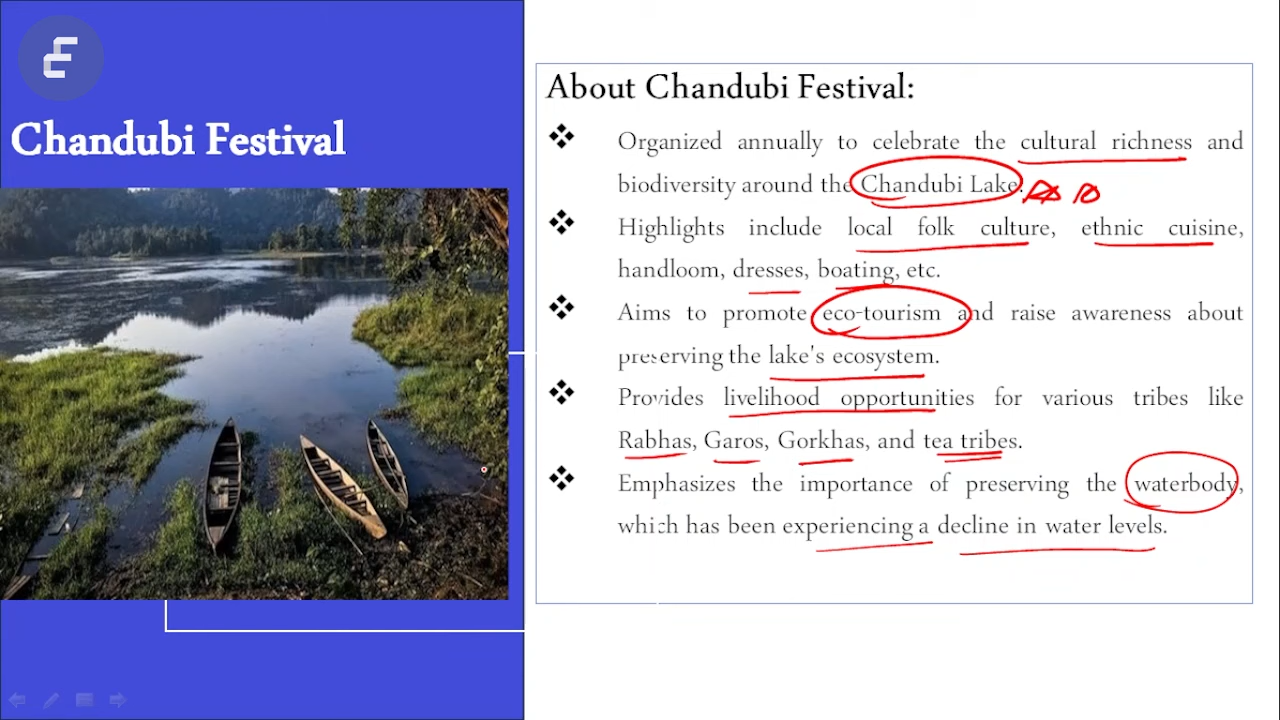 Chandubi Festival
About Chandubi Festival:
Organized annually to celebrate the cultural richness and
biodiversity around the Chandubi Lake.
Highlights include local folk culture, ethnic cuisine,
handloom, dresses, boating, etc.
Aims to promote eco-tourism and raise awareness about
preserving the lake's ecosystem.
Provides livelihood opportunities for various tribes like
Rabhas, Garos, Gorkhas, and tea tribes.
Emphasizes the importance of preserving the waterbody,
which has been experiencing a decline in water levels.